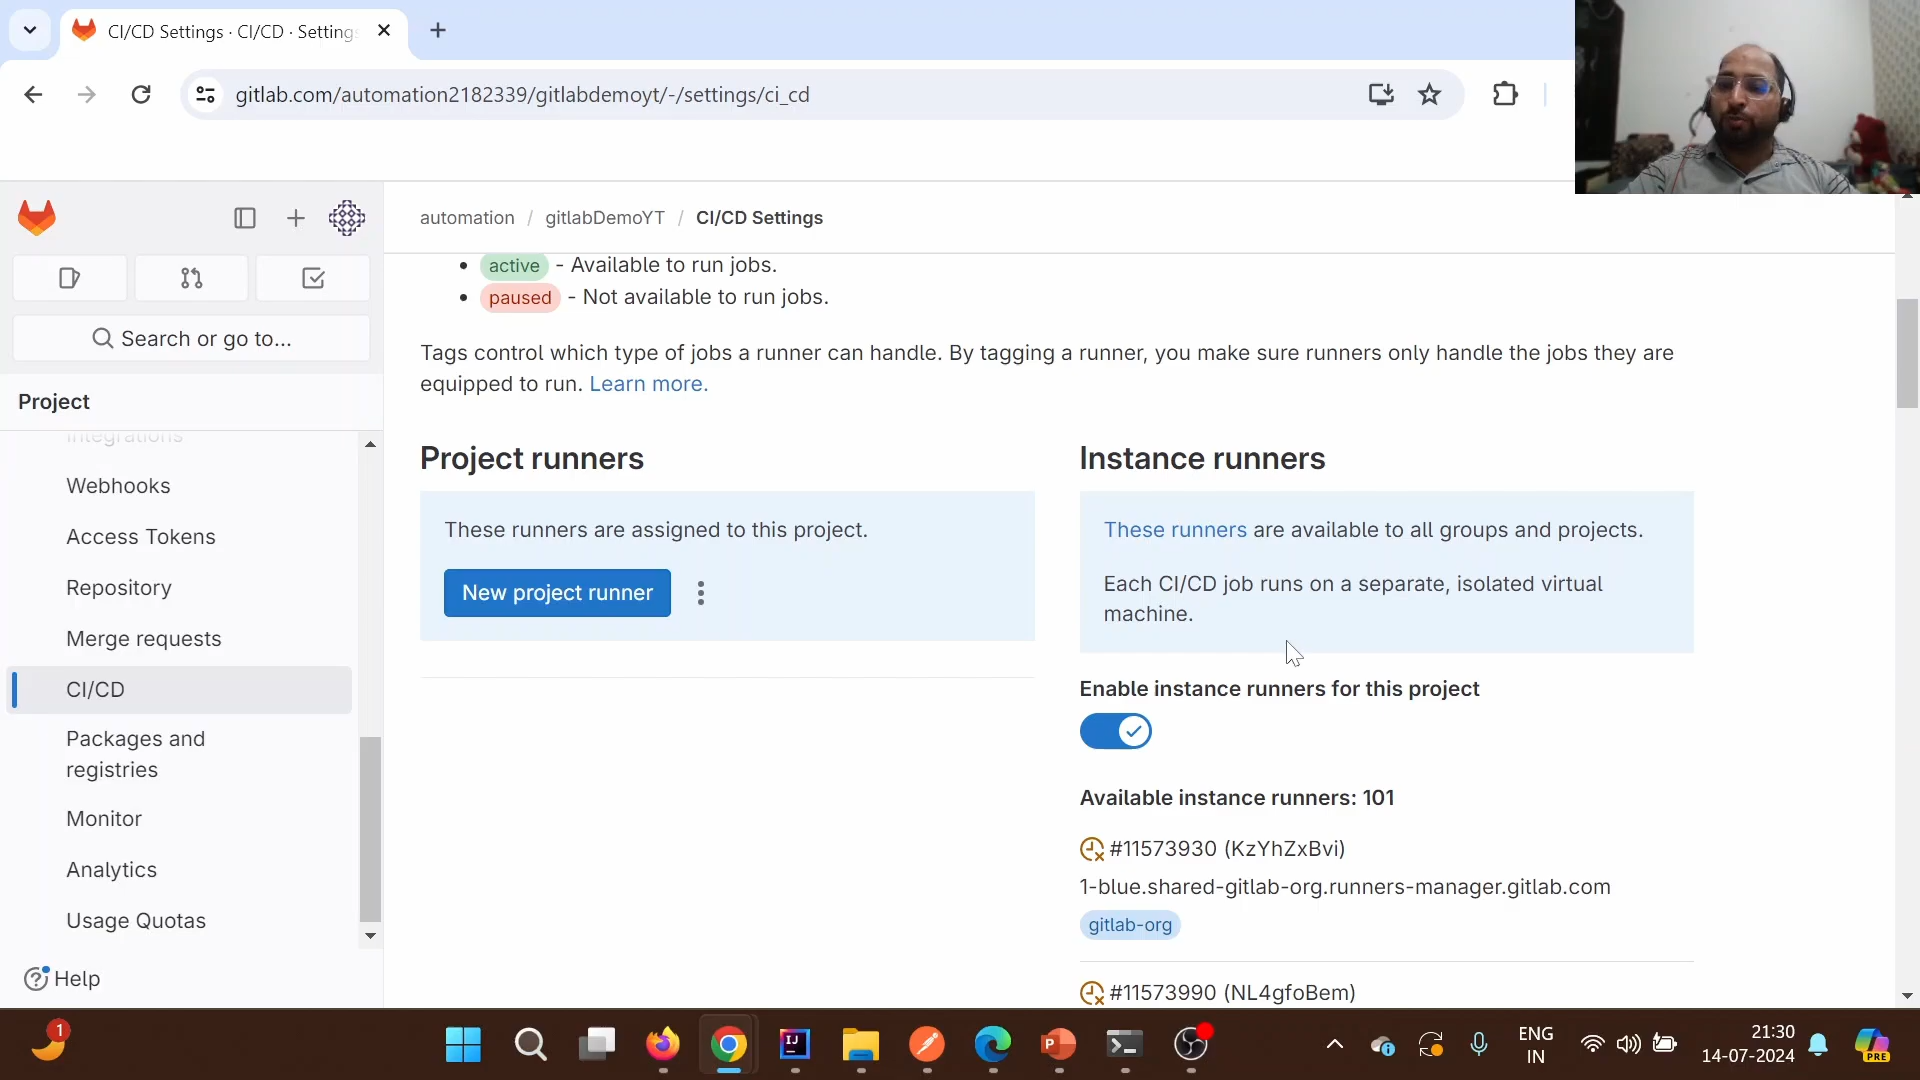 CI/CD Settings · CI/CD · Setting
gitlab.com/automation2182339/gitlabdemoyt/-/settings/ci_cd
automation / gitlabDemoYT / CI/CD Settings
Search or go to...
Project
Integrations
Webhooks
Access Tokens
Repository
Merge requests
CI/CD
Packages and
registries
Monitor
Analytics
Usage Quotas
Help
active - Available to run jobs.
paused - Not available to run jobs.
Tags control which type of jobs a runner can handle. By tagging a runner, you make sure runners only handle the jobs they are
equipped to run. Learn more.
Project runners
These runners are assigned to this project.
New project runner
Instance runners
These runners are available to all groups and projects.
Each CI/CD job runs on a separate, isolated virtual
machine.
Enable instance runners for this project
Available instance runners: 101
#11573930 (KzYhZxBvi)
1-blue.shared-gitlab-org.runners-manager.gitlab.com
gitlab-org
#11573990 (NL4gfoBem)
1
IJ
P
ENG
IN
21:30
14-07-2024
PRE